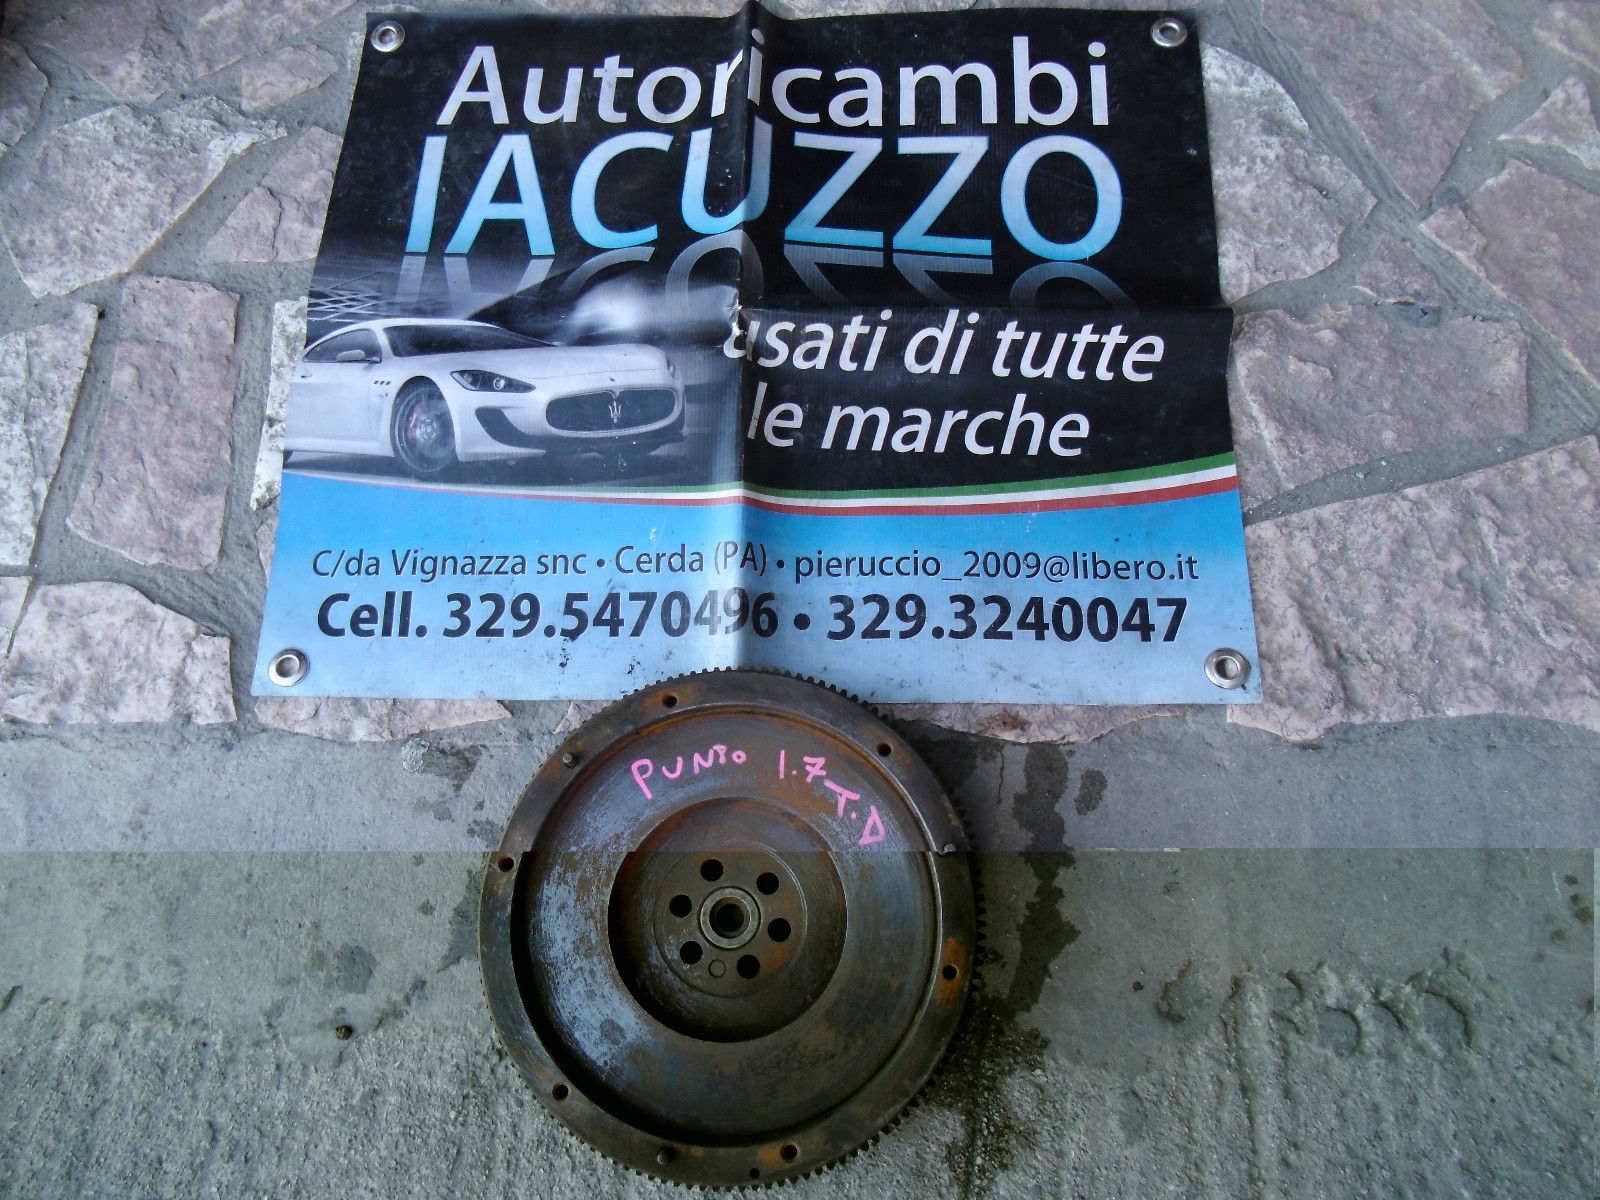 Autoricambi
IACUZZO
usati di tutte
le marche
C/da Vignazza snc • Cerda (PA) • pieruccio_2009@libero.it
Cell. 329.5470496 • 329.3240047
PUNTO 1.7
T.D